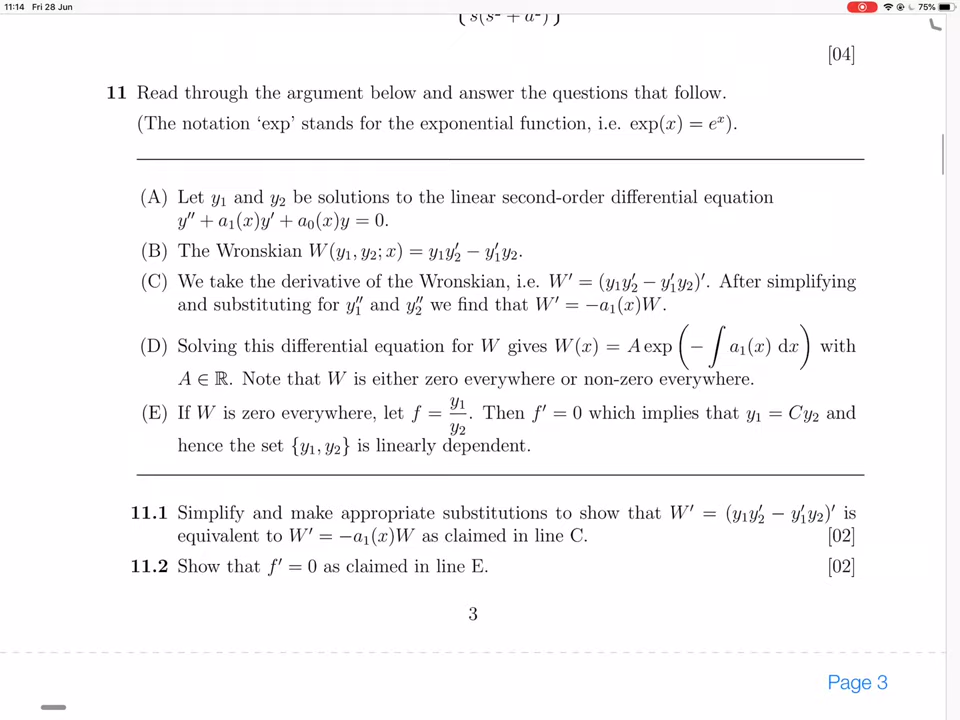 11:14 Fri 28 Jun 75%
[04]
11 Read through the argument below and answer the questions that follow.
(The notation ‘exp’ stands for the exponential function, i.e. exp(x) = eˣ).
(A) Let y₁ and y₂ be solutions to the linear second-order differential equation
y′′ + a₁(x)y′ + a₀(x)y = 0.
(B) The Wronskian W(y₁, y₂; x) = y₁y₂′ − y₁′y₂.
(C) We take the derivative of the Wronskian, i.e. W′ = (y₁y₂′ − y₁′y₂)′. After simplifying
and substituting for y₁′′ and y₂′′ we find that W′ = −a₁(x)W.
(D) Solving this differential equation for W gives W(x) = A exp(−∫ a₁(x) dx) with
A ∈ ℝ. Note that W is either zero everywhere or non-zero everywhere.
(E) If W is zero everywhere, let f = y₁/y₂. Then f′ = 0 which implies that y₁ = Cy₂ and
hence the set {y₁, y₂} is linearly dependent.
11.1 Simplify and make appropriate substitutions to show that W′ = (y₁y₂′ − y₁′y₂)′ is
equivalent to W′ = −a₁(x)W as claimed in line C. [02]
11.2 Show that f′ = 0 as claimed in line E. [02]
3
Page 3